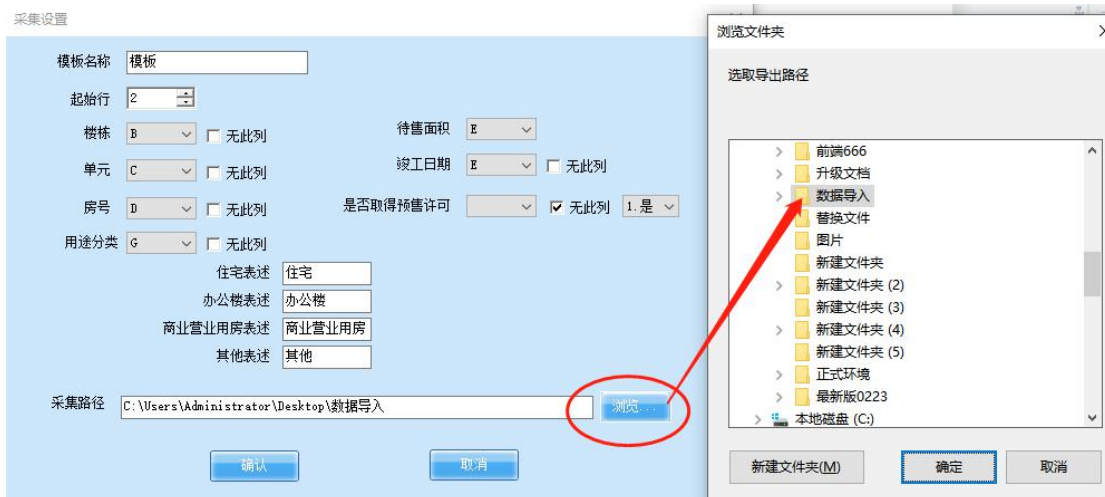 采集设置
模板名称 模板
起始行 2
楼栋 B 无此列 待售面积 E
单元 C 无此列 竣工日期 E 无此列
房号 D 无此列 是否取得预售许可 无此列 1.是
用途分类 G 无此列
住宅表述 住宅
办公楼表述 办公楼
商业营业用房表述 商业营业用房
其他表述 其他
采集路径 C:\Users\Administrator\Desktop\数据导入 浏览...
确认 取消
浏览文件夹
选取导出路径
前端666
升级文档
数据导入
替换文件
图片
新建文件夹
新建文件夹 (2)
新建文件夹 (3)
新建文件夹 (4)
新建文件夹 (5)
正式环境
最新版0223
本地磁盘 (C:)
新建文件夹(M) 确定 取消